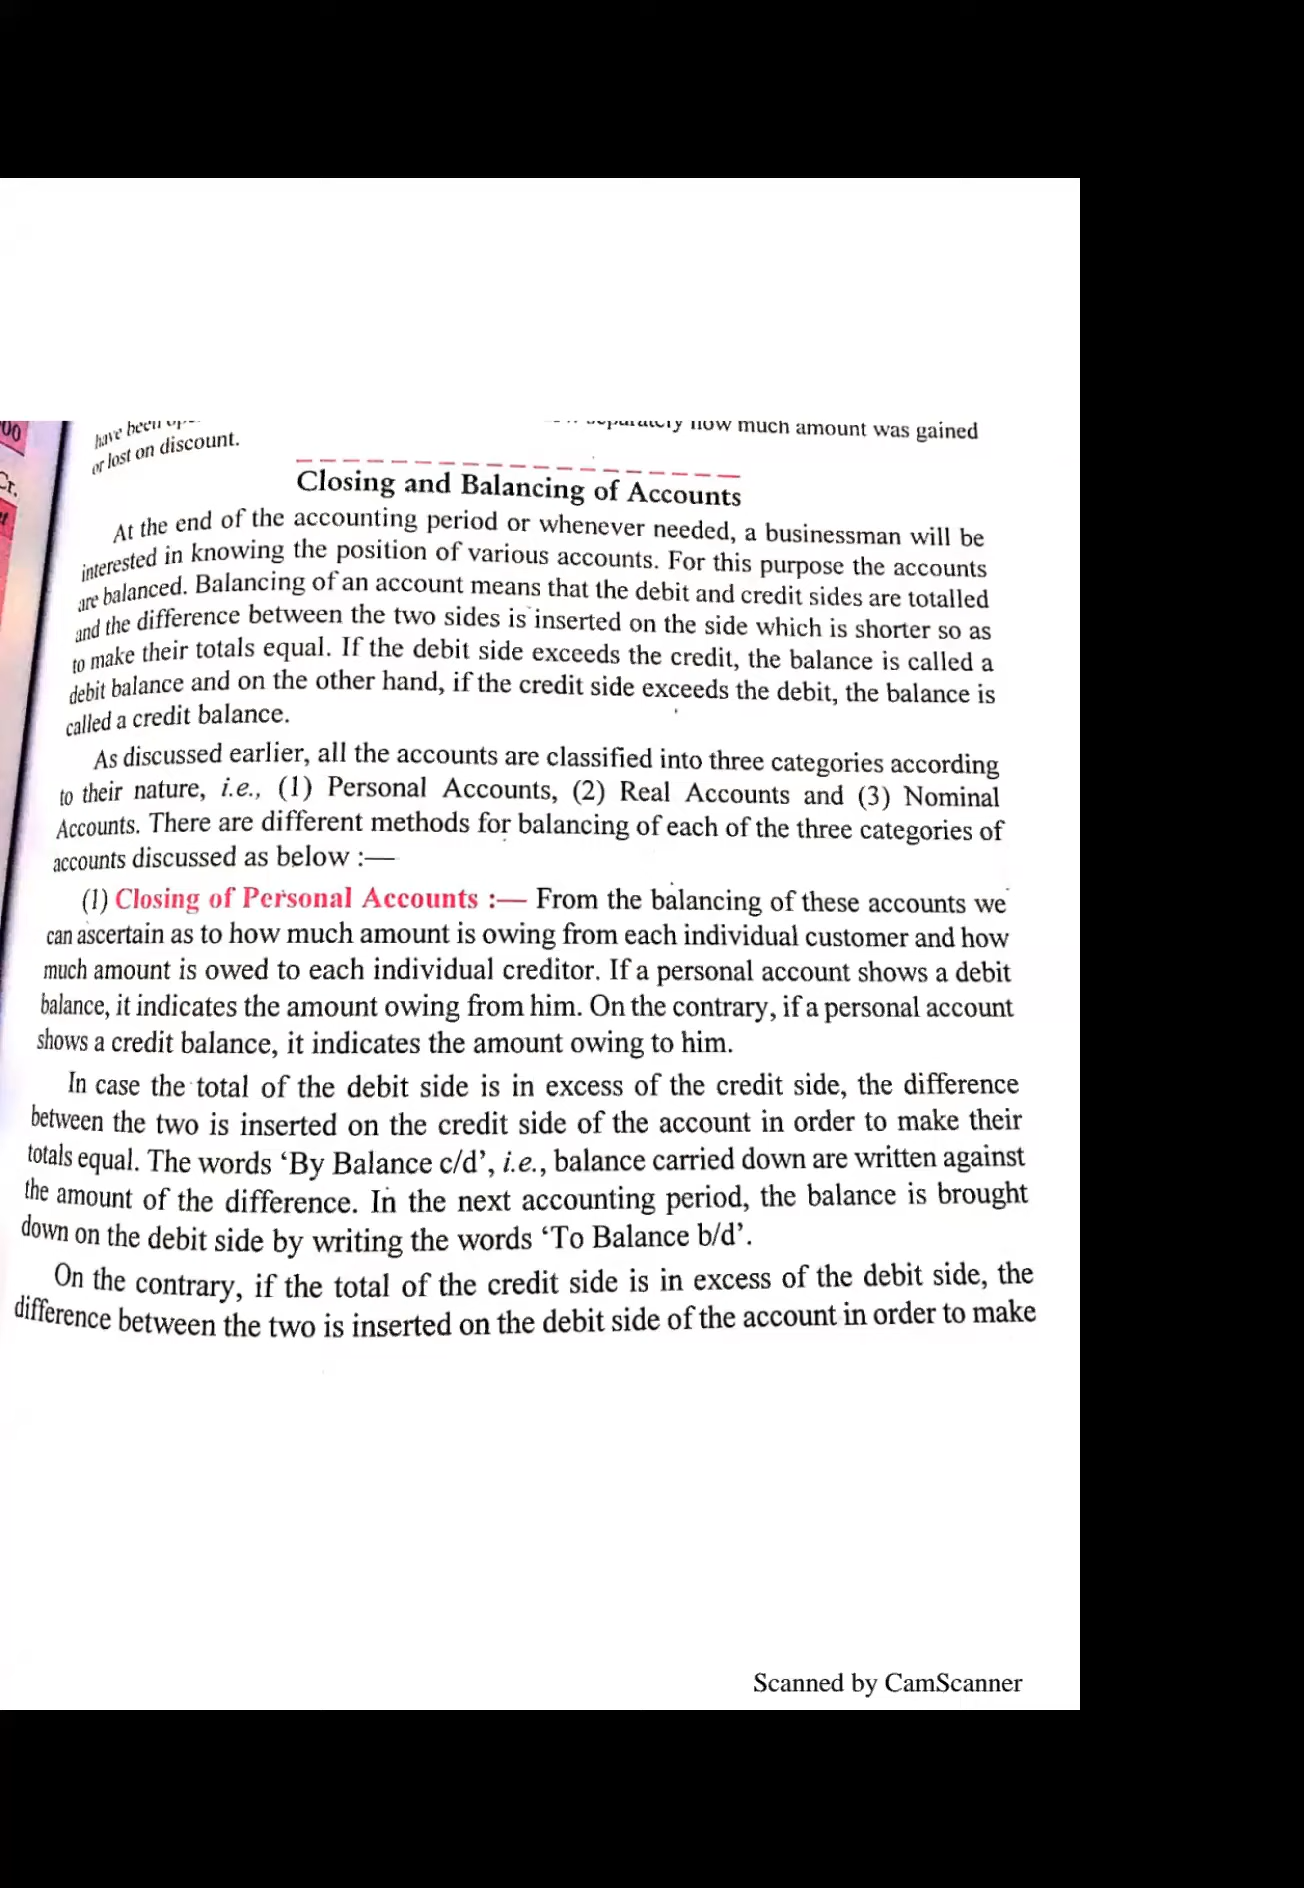 00
Cr.
have been
separately how much amount was gained
or lost on discount.
Closing and Balancing of Accounts
At the end of the accounting period or whenever needed, a businessman will be
interested in knowing the position of various accounts. For this purpose the accounts
are balanced. Balancing of an account means that the debit and credit sides are totalled
and the difference between the two sides is inserted on the side which is shorter so as
to make their totals equal. If the debit side exceeds the credit, the balance is called a
debit balance and on the other hand, if the credit side exceeds the debit, the balance is
called a credit balance.
As discussed earlier, all the accounts are classified into three categories according
to their nature, i.e., (1) Personal Accounts, (2) Real Accounts and (3) Nominal
Accounts. There are different methods for balancing of each of the three categories of
accounts discussed as below :—
(1) Closing of Personal Accounts :— From the balancing of these accounts we
can ascertain as to how much amount is owing from each individual customer and how
much amount is owed to each individual creditor. If a personal account shows a debit
balance, it indicates the amount owing from him. On the contrary, if a personal account
shows a credit balance, it indicates the amount owing to him.
In case the total of the debit side is in excess of the credit side, the difference
between the two is inserted on the credit side of the account in order to make their
totals equal. The words ‘By Balance c/d’, i.e., balance carried down are written against
the amount of the difference. In the next accounting period, the balance is brought
down on the debit side by writing the words ‘To Balance b/d’.
On the contrary, if the total of the credit side is in excess of the debit side, the
difference between the two is inserted on the debit side of the account in order to make
Scanned by CamScanner